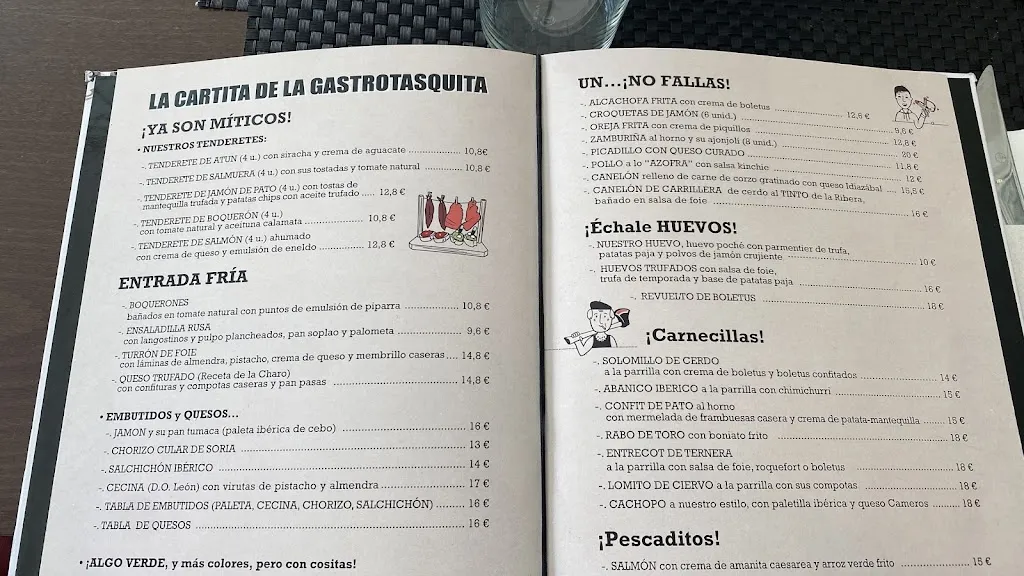 LA CARTITA DE LA GASTROTASQUITA
¡YA SON MÍTICOS!
• NUESTROS TENDERETES:
-. TENDERETE DE ATUN (4 u.) con siracha y crema de aguacate ........ 10,8€
-. TENDERETE DE SALMUERA (4 u.) con sus tostadas y tomate natural ........ 10,8 €
-. TENDERETE DE JAMÓN DE PATO (4 u.) con tostas de
mantequilla trufada y patatas chips con aceite trufado ..... 12,8 €
-. TENDERETE DE BOQUERÓN (4 u.)
con tomate natural y aceituna calamata ........ 10,8 €
-. TENDERETE DE SALMÓN (4 u.) ahumado
con crema de queso y emulsión de eneldo ........ 12,8 €
ENTRADA FRÍA
-. BOQUERONES
bañados en tomate natural con puntos de emulsión de piparra ........ 10,8 €
-. ENSALADILLA RUSA
con langostinos y pulpo plancheados, pan soplao y palometa ........ 9,6 €
-. TURRÓN DE FOIE
con láminas de almendra, pistacho, crema de queso y membrillo caseras .... 14,8 €
-. QUESO TRUFADO (Receta de la Charo)
con confituras y compotas caseras y pan pasas ........ 14,8 €
• EMBUTIDOS y QUESOS...
-. JAMON y su pan tumaca (paleta ibérica de cebo) ........ 16 €
-. CHORIZO CULAR DE SORIA ........ 13 €
-. SALCHICHÓN IBÉRICO ........ 14 €
-. CECINA (D.O. León) con virutas de pistacho y almendra ........ 17 €
-. TABLA DE EMBUTIDOS (PALETA, CECINA, CHORIZO, SALCHICHÓN) ........ 16 €
-. TABLA DE QUESOS ........ 16 €
• ¡ALGO VERDE, y más colores, pero con cositas!
UN...¡NO FALLAS!
-. ALCACHOFA FRITA con crema de boletus ........ 12,6 €
-. CROQUETAS DE JAMÓN (6 unid.) ........ 9,6 €
-. OREJA FRITA con crema de piquillos ........ 12,8 €
-. ZAMBURIÑA al horno y su ajonjolí (8 unid.) ........ 20 €
-. PICADILLO CON QUESO CURADO ........ 11,8 €
-. POLLO a lo "AZOFRA" con salsa kinchie ........ 12 €
-. CANELÓN relleno de carne de corzo gratinado con queso Idiazábal ..... 15,5 €
-. CANELÓN DE CARRILLERA de cerdo al TINTO de la Ribera,
bañado en salsa de foie ........ 16 €
¡Échale HUEVOS!
-. NUESTRO HUEVO, huevo poché con parmentier de trufa,
patatas paja y polvos de jamón crujiente ........ 10 €
-. HUEVOS TRUFADOS con salsa de foie,
trufa de temporada y base de patatas paja ........ 16 €
-. REVUELTO DE BOLETUS ........ 18 €
¡Carnecillas!
-. SOLOMILLO DE CERDO
a la parrilla con crema de boletus y boletus confitados ........ 14 €
-. ABANICO IBERICO a la parrilla con chimichurri ........ 15 €
-. CONFIT DE PATO al horno
con mermelada de frambuesas casera y crema de patata-mantequilla ........ 16 €
-. RABO DE TORO con boniato frito ........ 18 €
-. ENTRECOT DE TERNERA
a la parrilla con salsa de foie, roquefort o boletus ........ 18 €
-. LOMITO DE CIERVO a la parrilla con sus compotas ........ 18 €
-. CACHOPO a nuestro estilo, con paletilla ibérica y queso Cameros ........ 18 €
¡Pescaditos!
-. SALMÓN con crema de amanita caesarea y arroz verde frito ........ 15 €